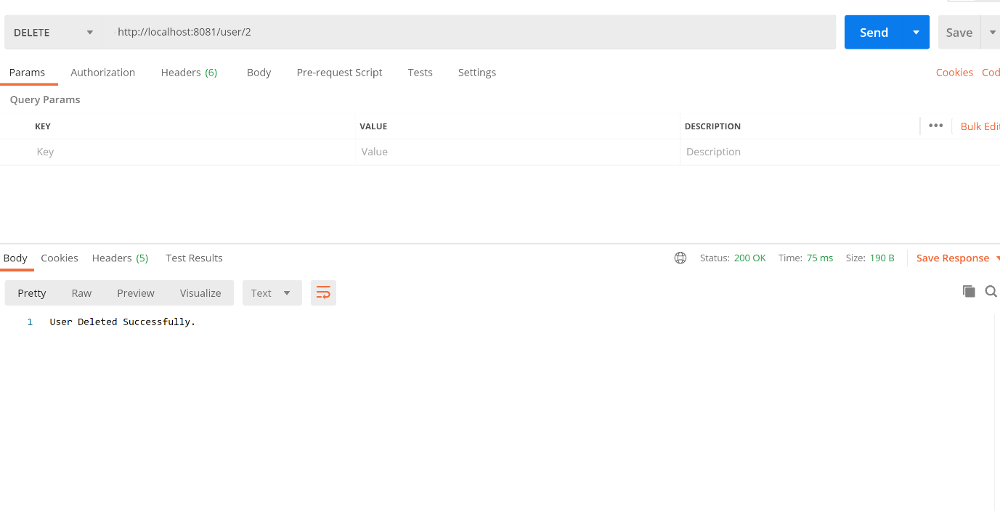 DELETE http://localhost:8081/user/2 Send Save
Params Authorization Headers (6) Body Pre-request Script Tests Settings Cookies Cod
Query Params
KEY VALUE DESCRIPTION ••• Bulk Edit
Key Value Description
Body Cookies Headers (5) Test Results Status: 200 OK Time: 75 ms Size: 190 B Save Response
Pretty Raw Preview Visualize Text
1 User Deleted Successfully.